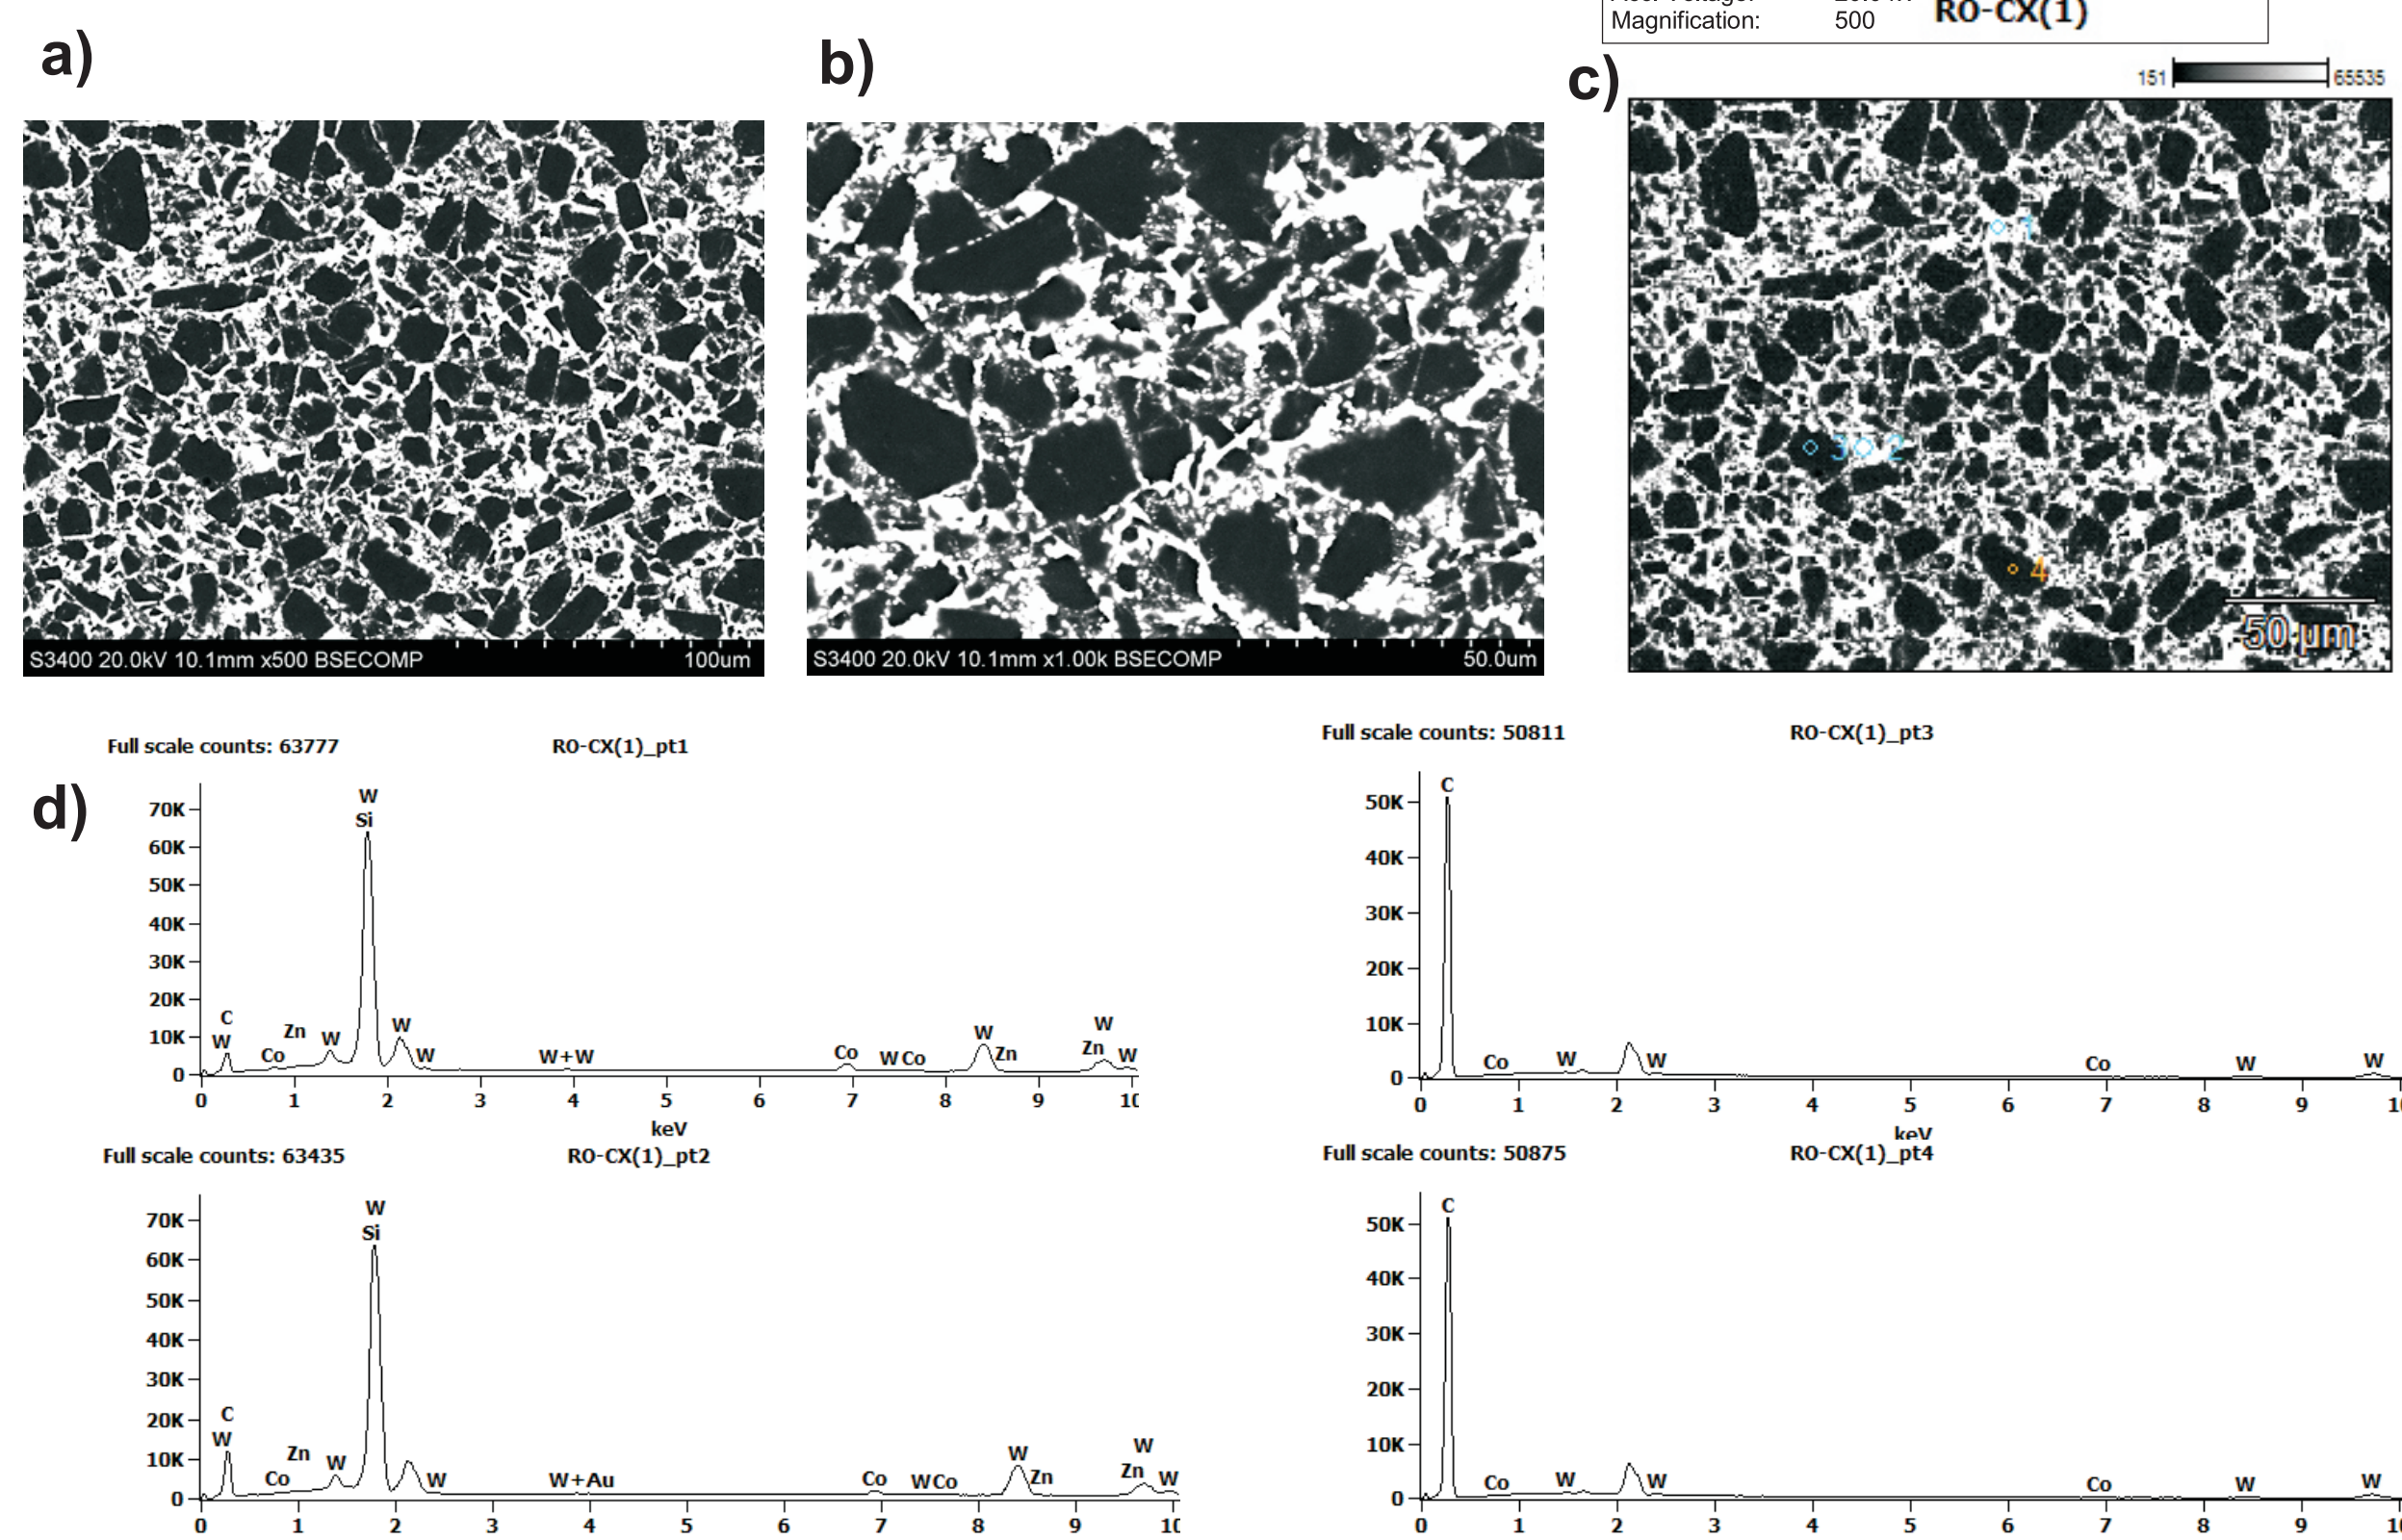 Magnification: 500 RO-CX(1)
a)
b)
c)
151 65535
1
3 2
4
50 µm
S3400 20.0kV 10.1mm x500 BSECOMP 100um
S3400 20.0kV 10.1mm x1.00k BSECOMP 50.0um
d)
Full scale counts: 63777 RO-CX(1)_pt1
70K
60K
50K
40K
30K
20K
10K
0
W
Si
C
W
Co
Zn
W
W
W
W+W
Co
W Co
W
Zn
W
Zn
W
0 1 2 3 4 5 6 7 8 9 10
keV
Full scale counts: 50811 RO-CX(1)_pt3
50K
40K
30K
20K
10K
0
C
Co
W
W
Co
W
W
0 1 2 3 4 5 6 7 8 9
keV
Full scale counts: 63435 RO-CX(1)_pt2
70K
60K
50K
40K
30K
20K
10K
0
W
Si
C
W
Co
Zn
W
W
W+Au
Co
W Co
W
Zn
W
Zn
W
0 1 2 3 4 5 6 7 8 9 10
Full scale counts: 50875 RO-CX(1)_pt4
50K
40K
30K
20K
10K
0
C
Co
W
W
Co
W
W
0 1 2 3 4 5 6 7 8 9